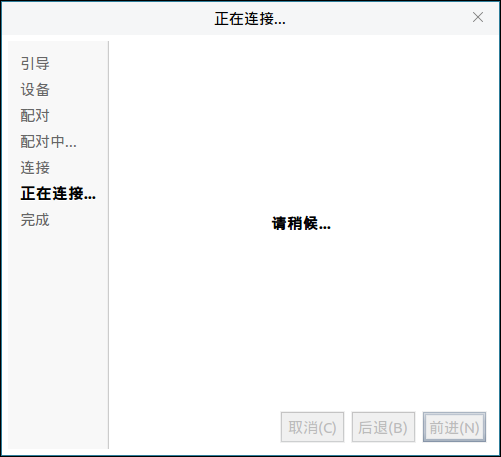 正在连接...
引导
设备
配对
配对中...
连接
正在连接...
完成
请稍候...
取消(C)
后退(B)
前进(N)